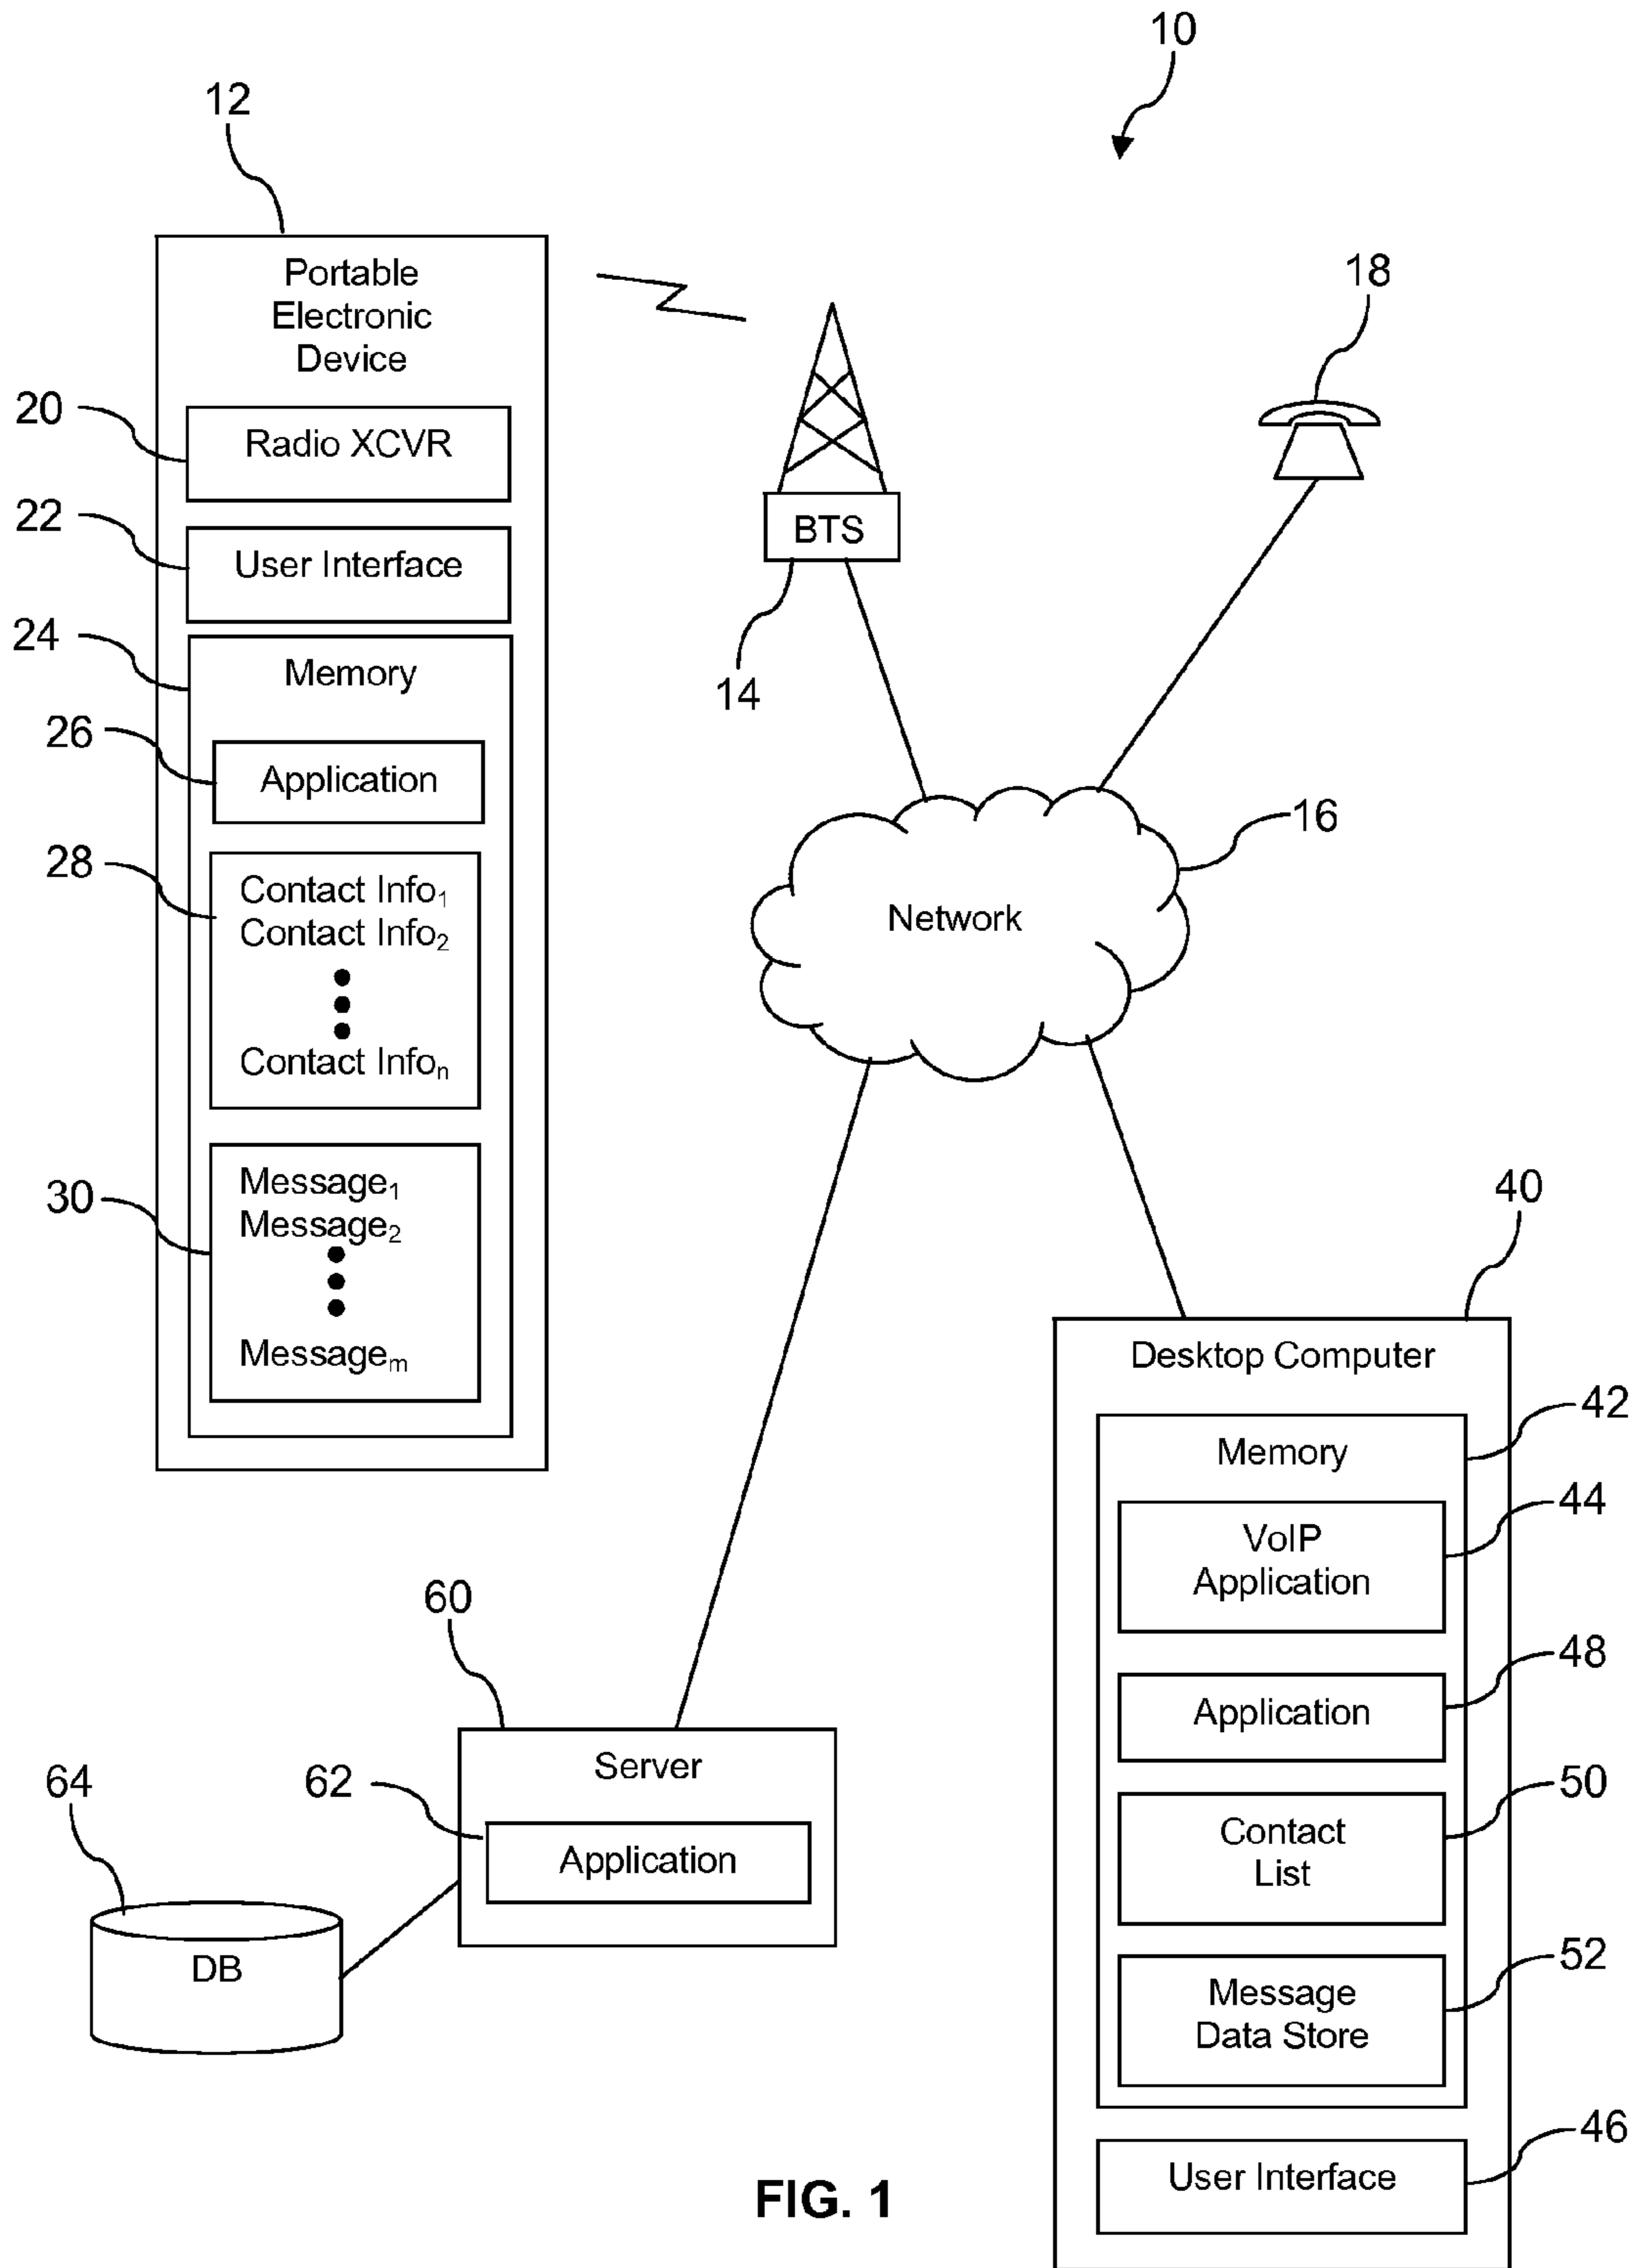 10
12
Portable
Electronic
Device
18
20
Radio XCVR
22
User Interface
BTS
14
24
Memory
26
Application
16
28
Contact Info₁
Contact Info₂
Contact Infoₙ
Network
30
Message₁
Message₂
Messageₘ
40
Desktop Computer
42
Memory
44
VoIP
Application
48
Application
50
Contact
List
52
Message
Data Store
46
User Interface
60
Server
62
Application
64
DB
FIG. 1